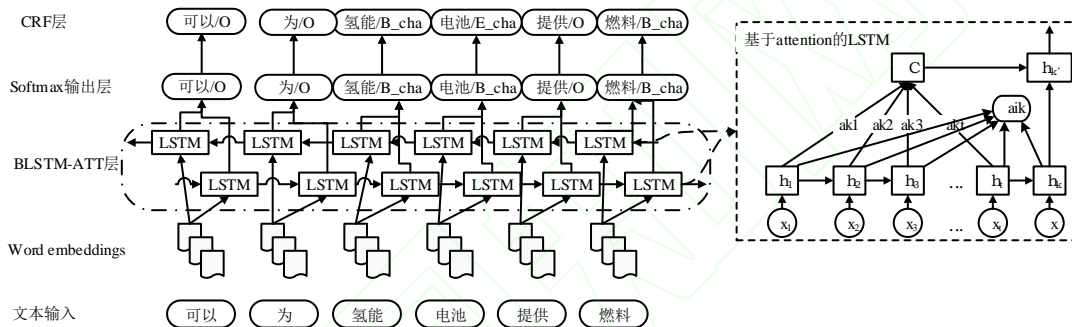 CRF层
可以/O 为/O 氢能/B_cha 电池/E_cha 提供/O 燃料/B_cha
Softmax输出层
可以/O 为/O 氢能/B_cha 电池/B_cha 提供/O 燃料/B_cha
BLSTM-ATT层
LSTM LSTM LSTM LSTM LSTM LSTM
LSTM LSTM LSTM LSTM LSTM LSTM
Word embeddings
文本输入
可以 为 氢能 电池 提供 燃料
基于attention的LSTM
C hk'
aik
ak1 ak2 ak3 akt
h1 h2 h3 ... ht hk
x1 x2 x3 ... xt x